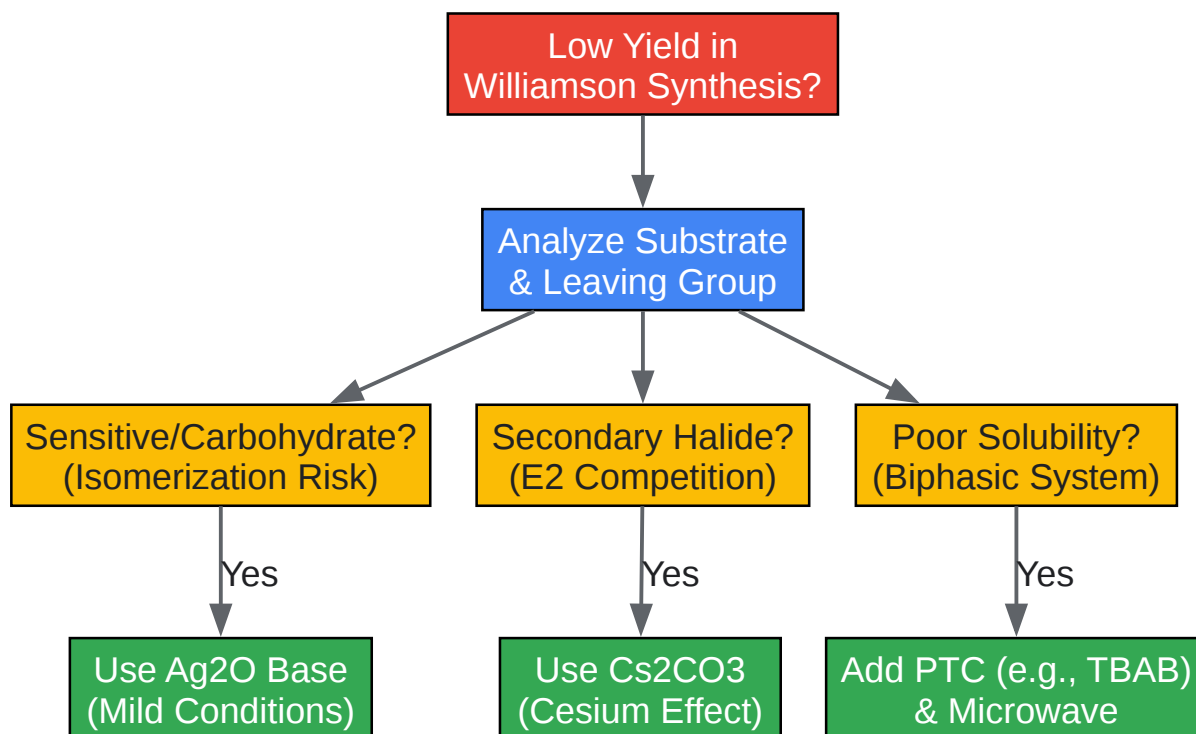 Low Yield in
Williamson Synthesis?
Analyze Substrate
& Leaving Group
Sensitive/Carbohydrate?
(Isomerization Risk)
Secondary Halide?
(E2 Competition)
Poor Solubility?
(Biphasic System)
Yes
Yes
Yes
Use Ag2O Base
(Mild Conditions)
Use Cs2CO3
(Cesium Effect)
Add PTC (e.g., TBAB)
& Microwave